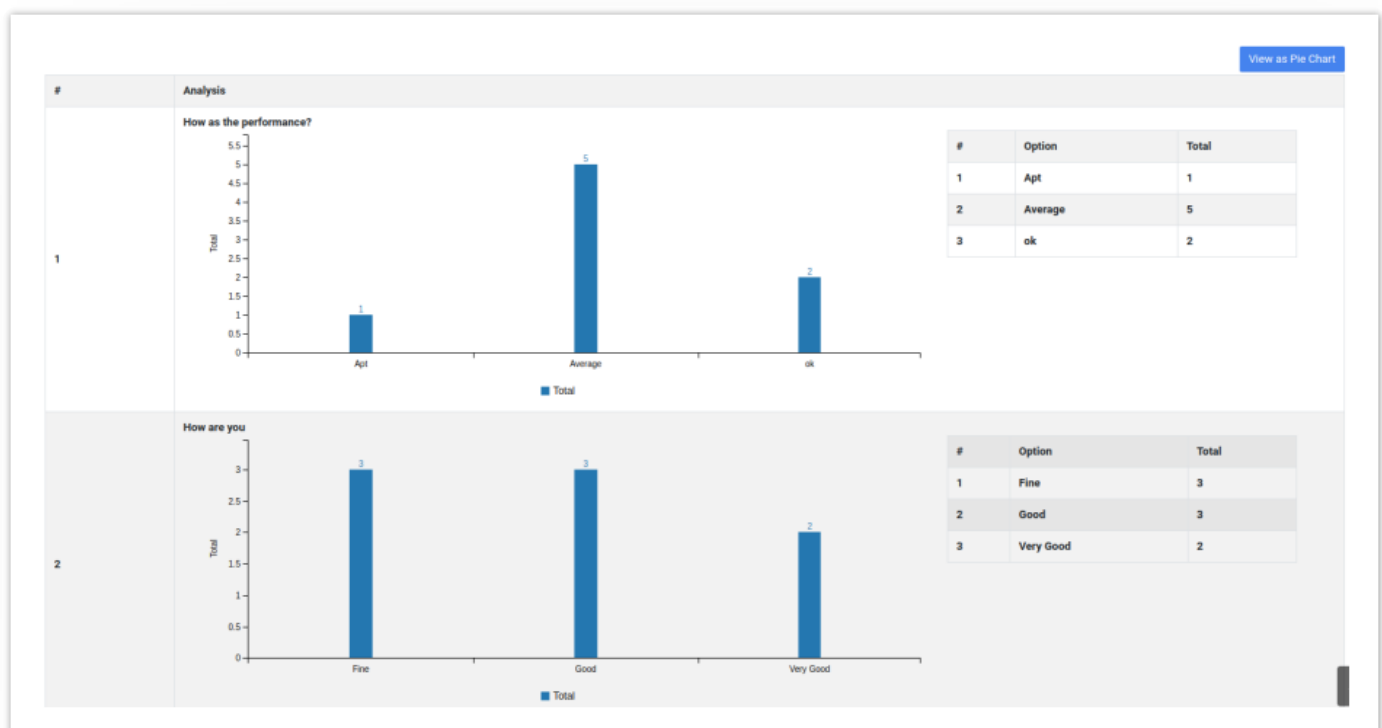 View as Pie Chart
# Analysis
How as the performance?
5.5
5
4.5
4
3.5
3
2.5
2
1.5
1
0.5
0
Total
1
5
2
Apt Average ok
Total
# Option Total
1 Apt 1
2 Average 5
3 ok 2
1
How are you
3
2.5
2
1.5
1
0.5
0
Total
3
3
2
Fine Good Very Good
Total
# Option Total
1 Fine 3
2 Good 3
3 Very Good 2
2